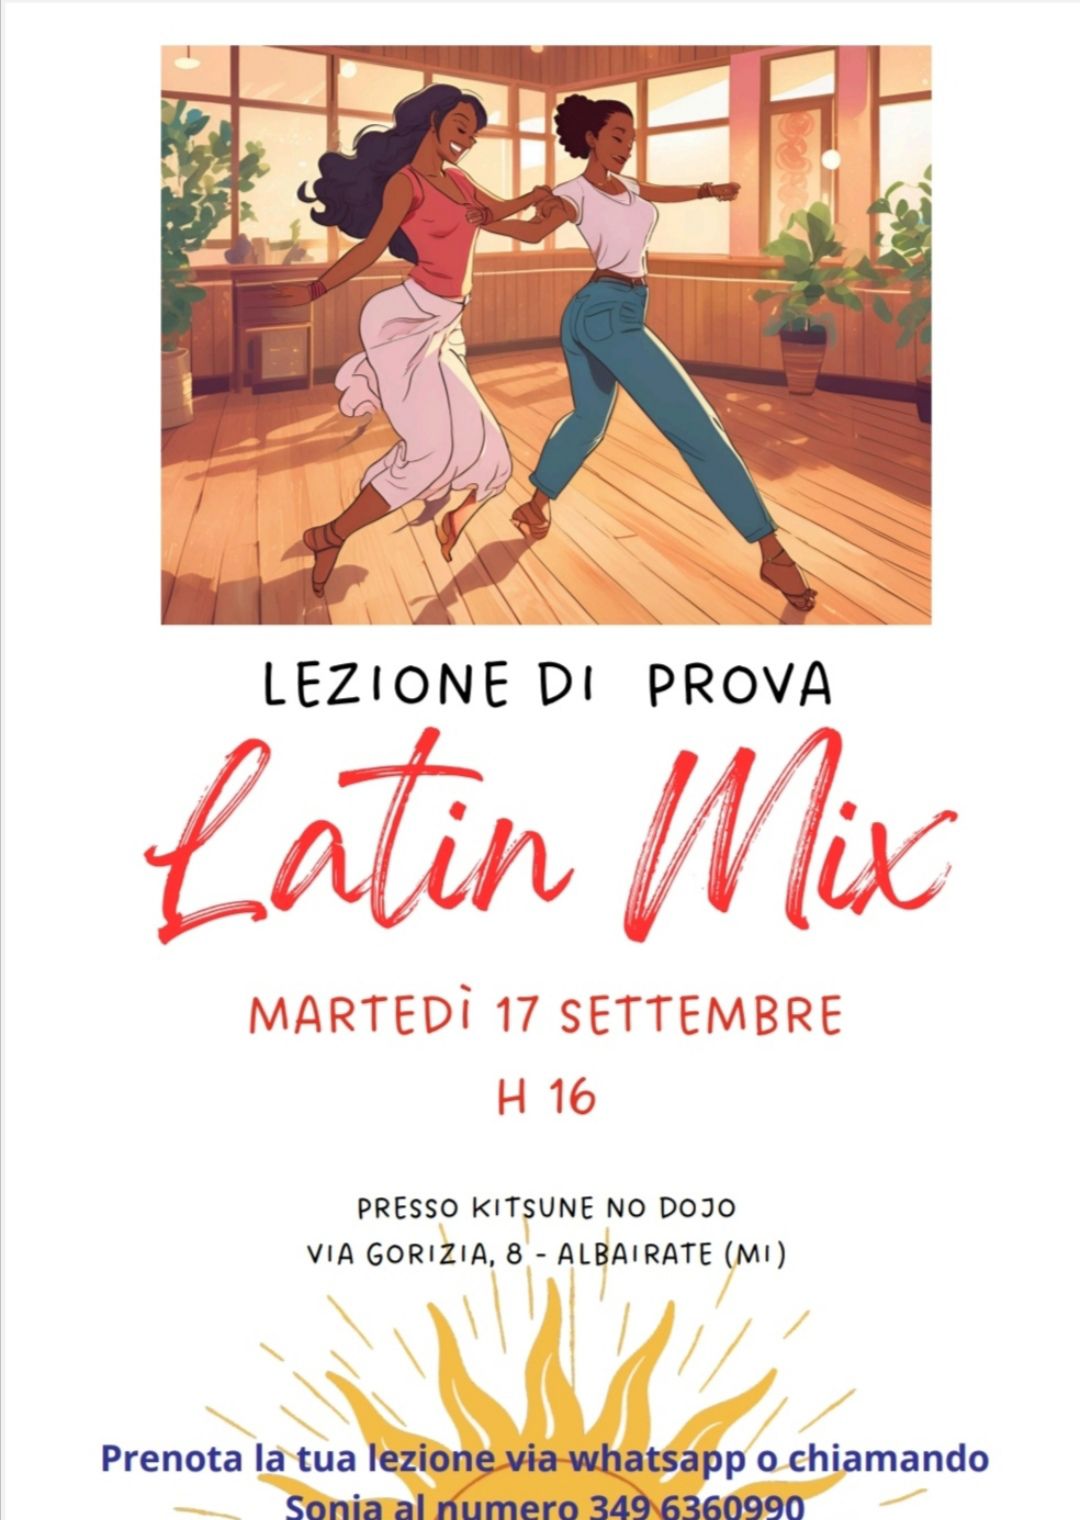 LEZIONE DI PROVA
Latin Mix
MARTEDÌ 17 SETTEMBRE
H 16
PRESSO KITSUNE NO DOJO
VIA GORIZIA, 8 - ALBAIRATE (MI)
Prenota la tua lezione via whatsapp o chiamando
Sonia al numero 349 6360990